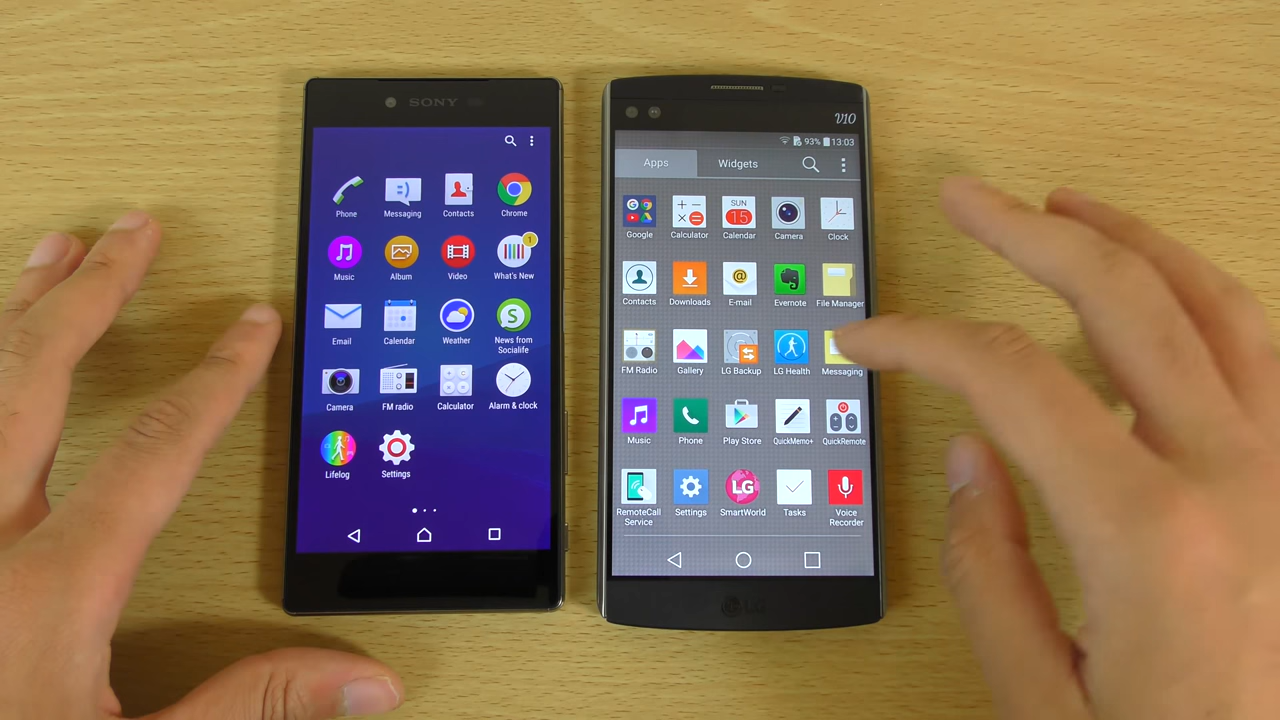 SONY
Phone Messaging Contacts Chrome
Music Album Video What's New
1
Email Calendar Weather News from Socialife
Camera FM radio Calculator Alarm & clock
Lifelog Settings
V10
93% 13:03
Apps Widgets
Google Calculator Calendar Camera Clock
SUN
15
Contacts Downloads E-mail Evernote File Manager
FM Radio Gallery LG Backup LG Health Messaging
Music Phone Play Store QuickMemo+ QuickRemote
LG
RemoteCall Service Settings SmartWorld Tasks Voice Recorder
LG